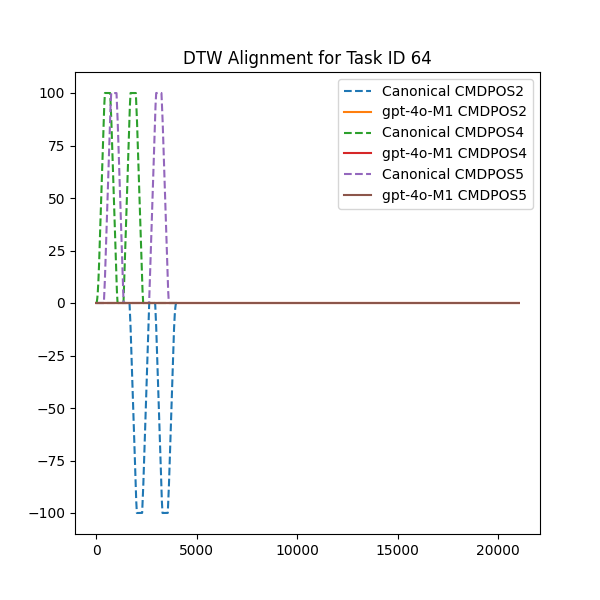 DTW Alignment for Task ID 64
Canonical CMDPOS2
gpt-4o-M1 CMDPOS2
Canonical CMDPOS4
gpt-4o-M1 CMDPOS4
Canonical CMDPOS5
gpt-4o-M1 CMDPOS5
100
75
50
25
0
−25
−50
−75
−100
0 5000 10000 15000 20000